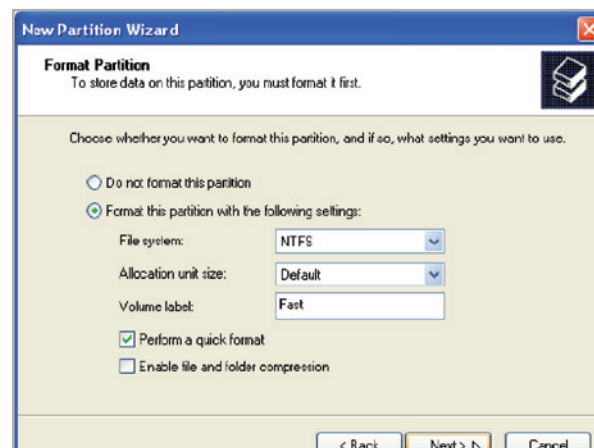 New Partition Wizard
Format Partition
To store data on this partition, you must format it first.
Choose whether you want to format this partition, and if so, what settings you want to use.
Do not format this partition
Format this partition with the following settings:
File system: NTFS
Allocation unit size: Default
Volume label: Fast
Perform a quick format
Enable file and folder compression
< Back Next > Cancel